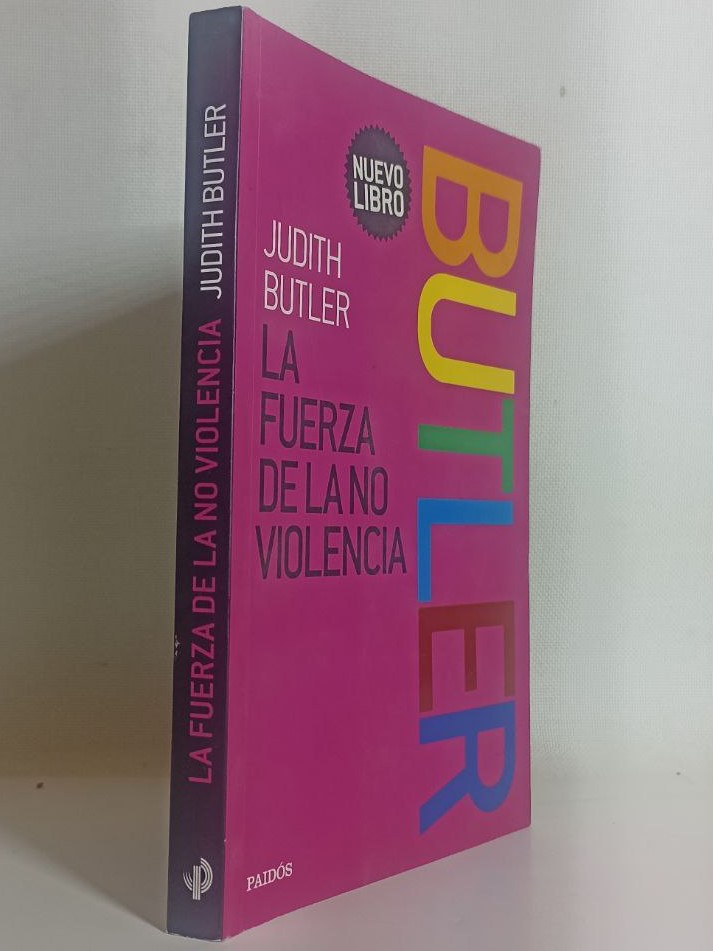 LA FUERZA DE LA NO VIOLENCIA JUDITH BUTLER
NUEVO
LIBRO
JUDITH
BUTLER
LA
FUERZA
DE LA NO
VIOLENCIA
BUTLER
PAIDÓS